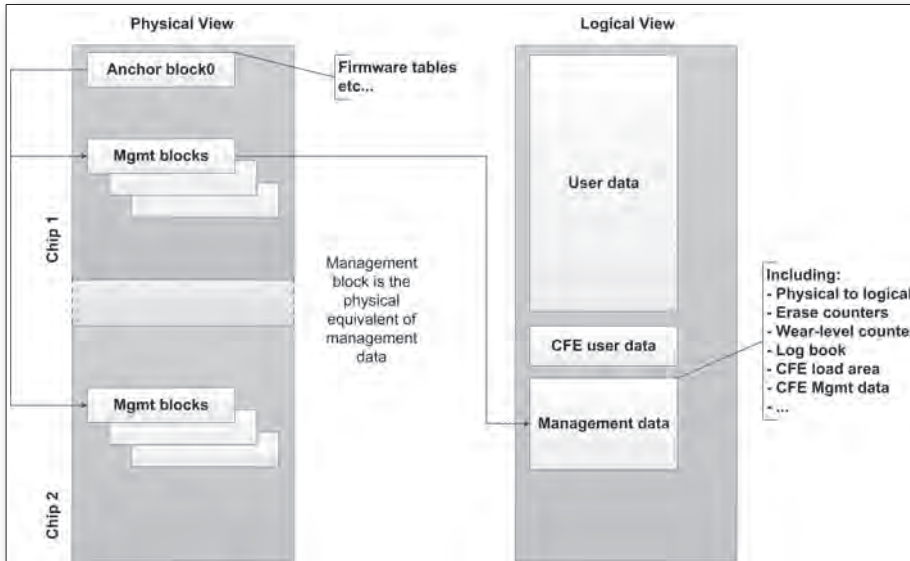 Physical View
Logical View
Anchor block0
Firmware tables
etc...
Mgmt blocks
User data
Chip 1
Management
block is the
physical
equivalent of
management
data
Including:
- Physical to logical
- Erase counters
- Wear-level counte
- Log book
- CFE load area
- CFE Mgmt data
- ...
CFE user data
Mgmt blocks
Management data
Chip 2